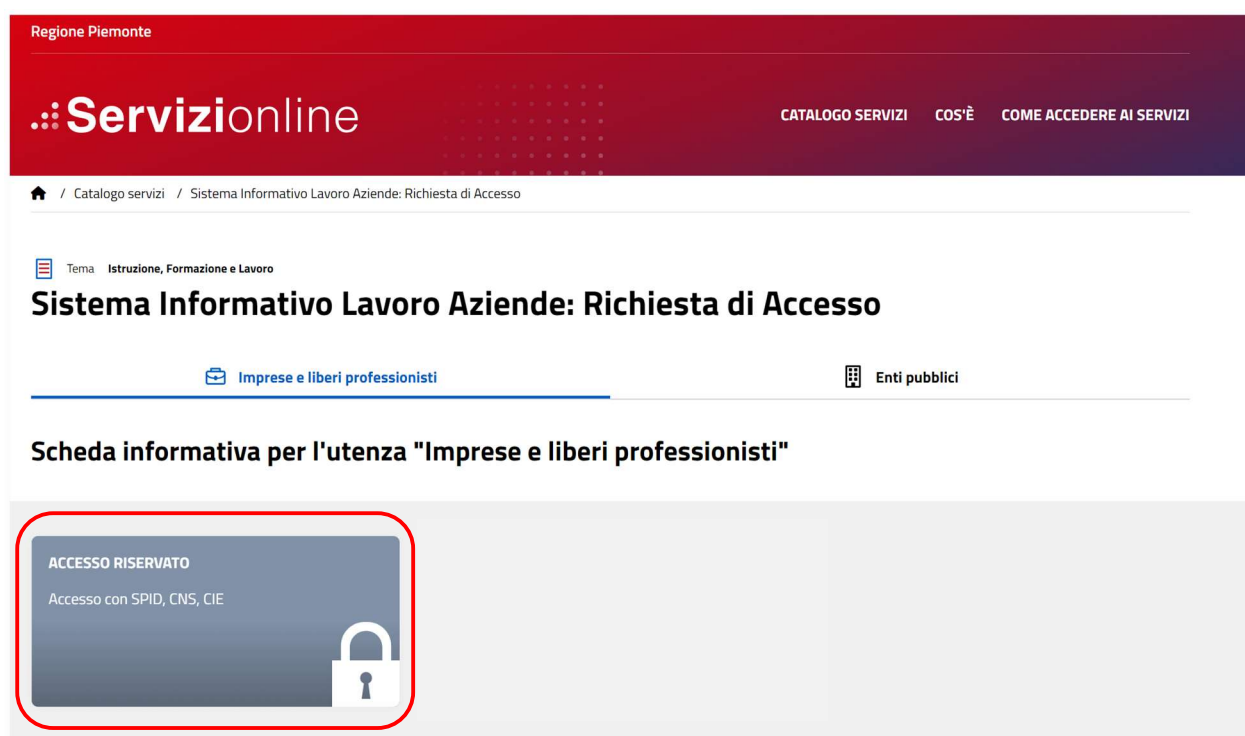 Regione Piemonte
Servizionline
CATALOGO SERVIZI COS'È COME ACCEDERE AI SERVIZI
/ Catalogo servizi / Sistema Informativo Lavoro Aziende: Richiesta di Accesso
Tema Istruzione, Formazione e Lavoro
Sistema Informativo Lavoro Aziende: Richiesta di Accesso
Imprese e liberi professionisti
Enti pubblici
Scheda informativa per l'utenza "Imprese e liberi professionisti"
ACCESSO RISERVATO
Accesso con SPID, CNS, CIE